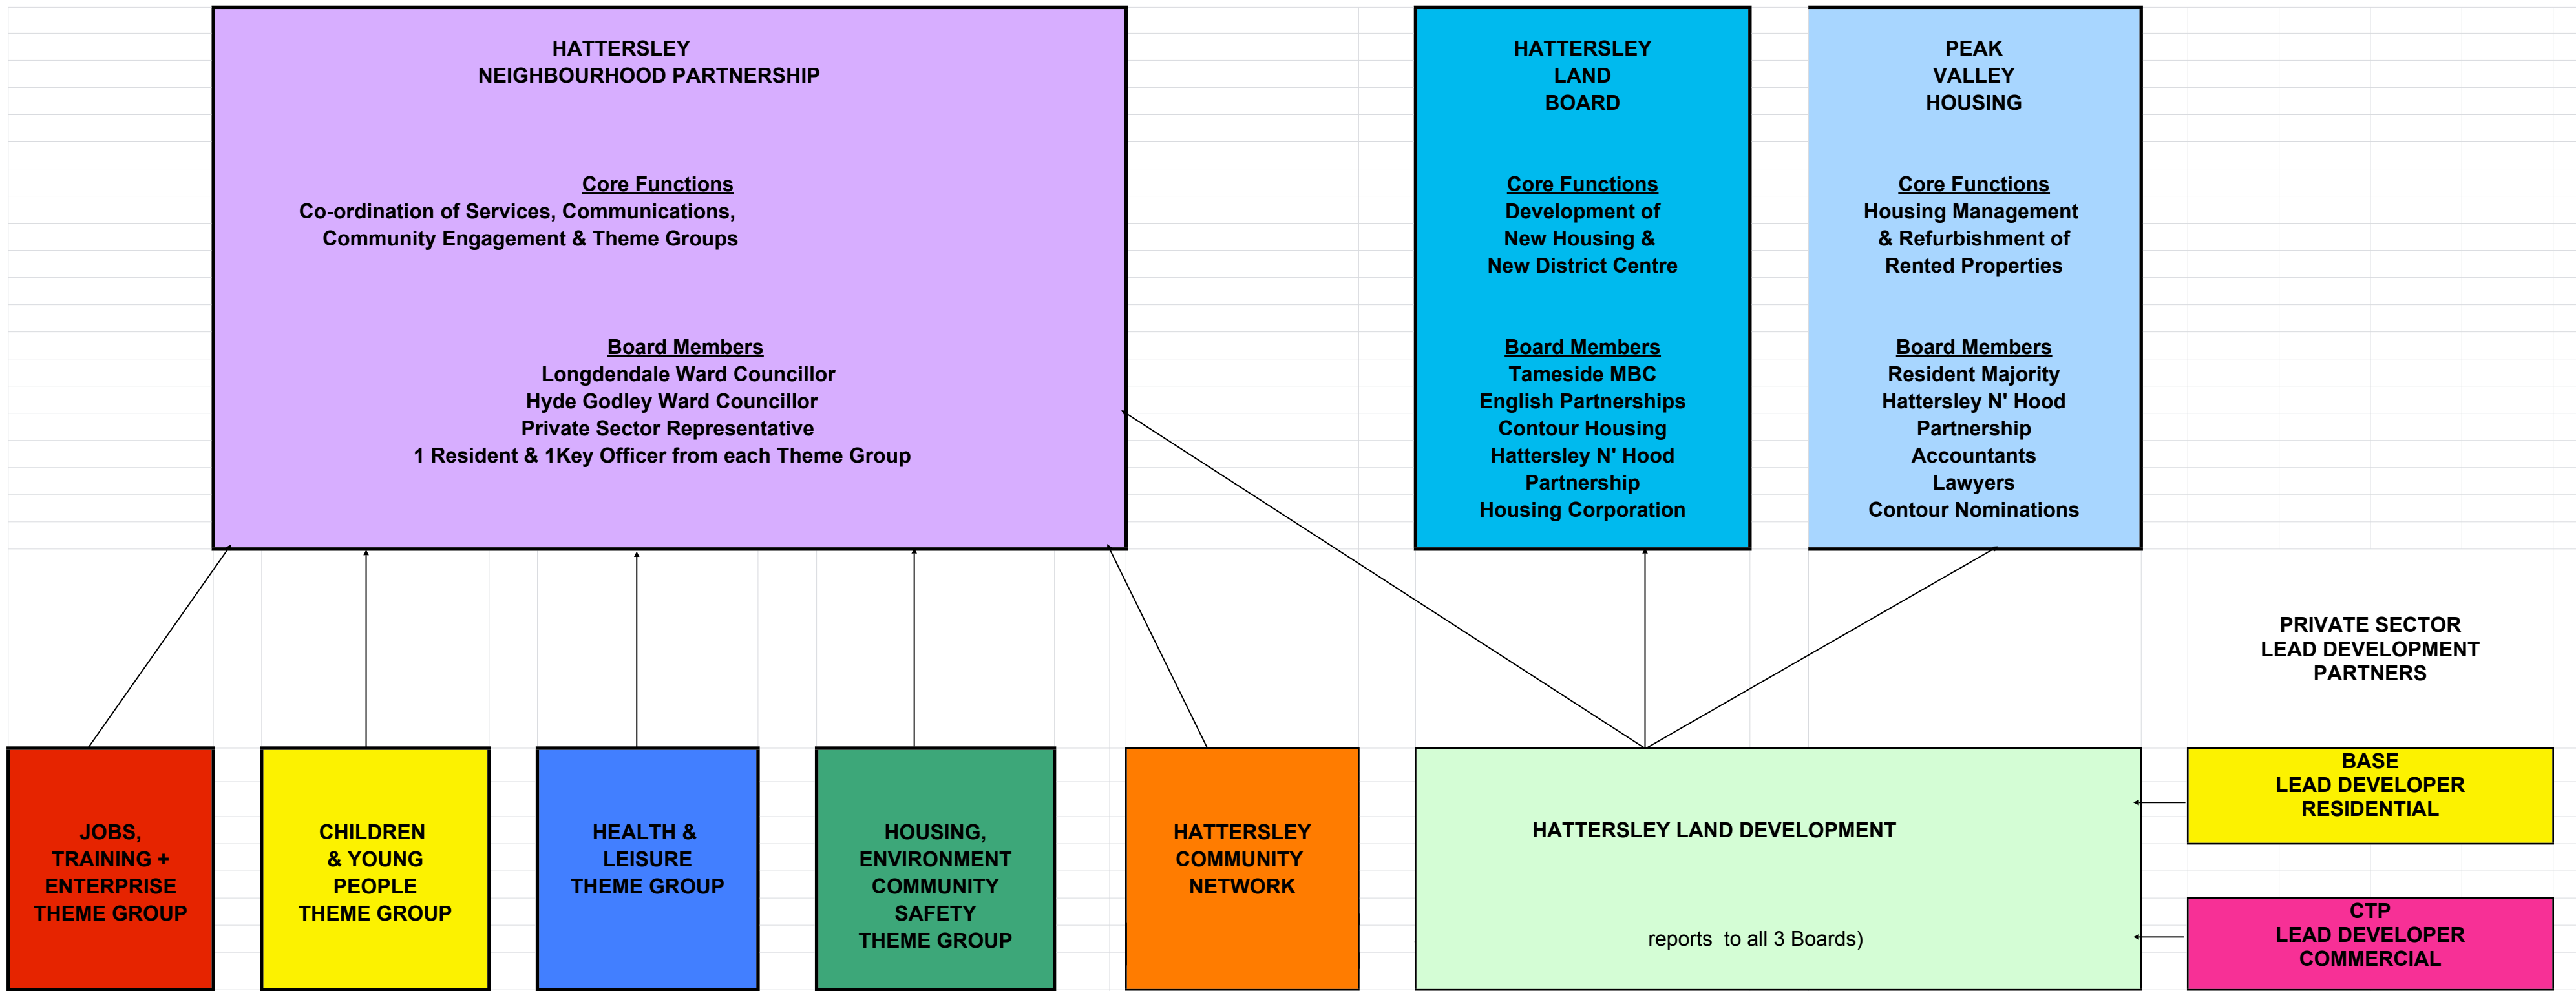 HATTERSLEY
NEIGHBOURHOOD PARTNERSHIP
Core Functions
Co-ordination of Services, Communications,
Community Engagement & Theme Groups
Board Members
Longdendale Ward Councillor
Hyde Godley Ward Councillor
Private Sector Representative
1 Resident & 1Key Officer from each Theme Group
HATTERSLEY
LAND
BOARD
Core Functions
Development of
New Housing &
New District Centre
Board Members
Tameside MBC
English Partnerships
Contour Housing
Hattersley N' Hood
Partnership
Housing Corporation
PEAK
VALLEY
HOUSING
Core Functions
Housing Management
& Refurbishment of
Rented Properties
Board Members
Resident Majority
Hattersley N' Hood
Partnership
Accountants
Lawyers
Contour Nominations
PRIVATE SECTOR
LEAD DEVELOPMENT
PARTNERS
JOBS,
TRAINING +
ENTERPRISE
THEME GROUP
CHILDREN
& YOUNG
PEOPLE
THEME GROUP
HEALTH &
LEISURE
THEME GROUP
HOUSING,
ENVIRONMENT
COMMUNITY
SAFETY
THEME GROUP
HATTERSLEY
COMMUNITY
NETWORK
HATTERSLEY LAND DEVELOPMENT
reports  to all 3 Boards)
BASE
LEAD DEVELOPER
RESIDENTIAL
CTP
LEAD DEVELOPER
COMMERCIAL